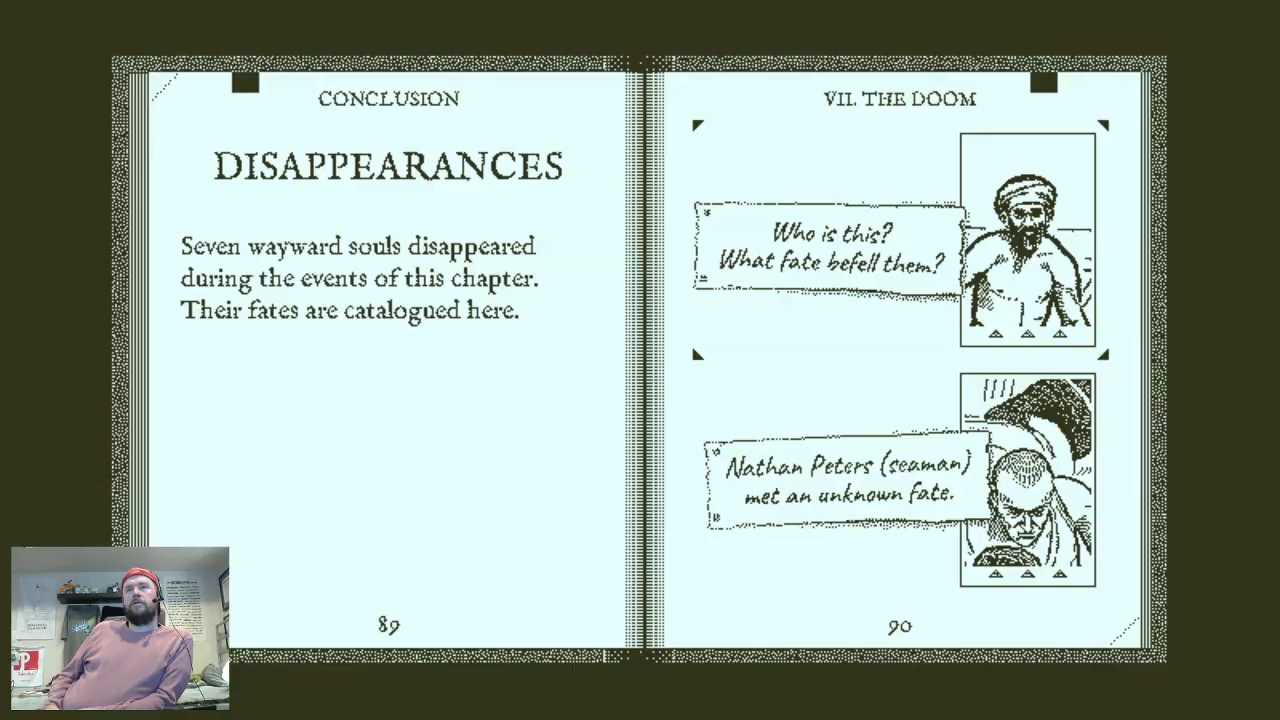 CONCLUSION
DISAPPEARANCES
Seven wayward souls disappeared
during the events of this chapter.
Their fates are catalogued here.
89
VII. THE DOOM
Who is this?
What fate befell them?
Nathan Peters (seaman)
met an unknown fate.
90